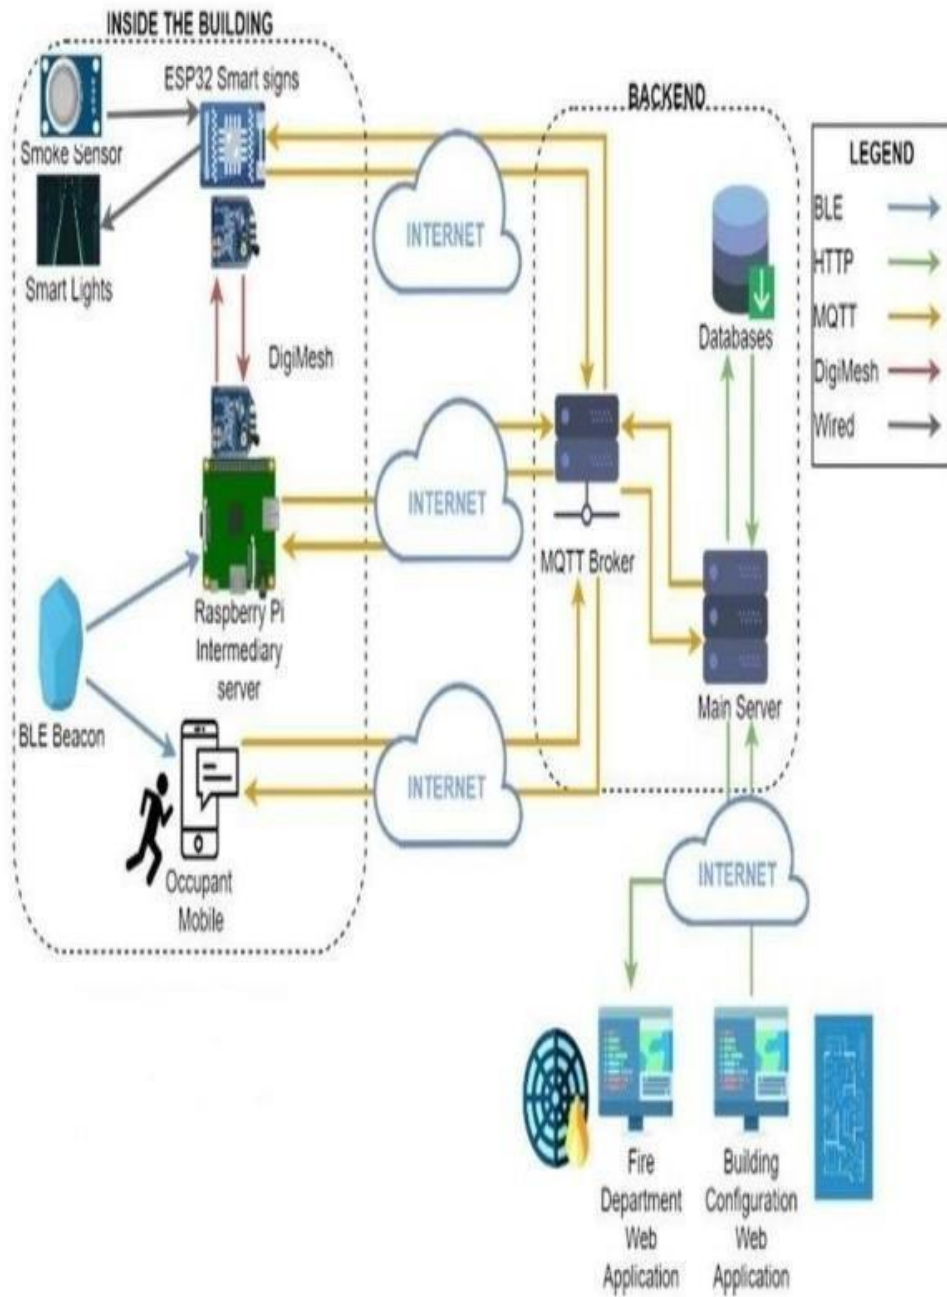 INSIDE THE BUILDING
ESP32 Smart signs
Smoke Sensor
Smart Lights
DigiMesh
Raspberry Pi
Intermediary
server
BLE Beacon
Occupant
Mobile
INTERNET
INTERNET
INTERNET
BACKEND
Databases
MQTT Broker
Main Server
INTERNET
Fire
Department
Web
Application
Building
Configuration
Web
Application
LEGEND
BLE
HTTP
MQTT
DigiMesh
Wired